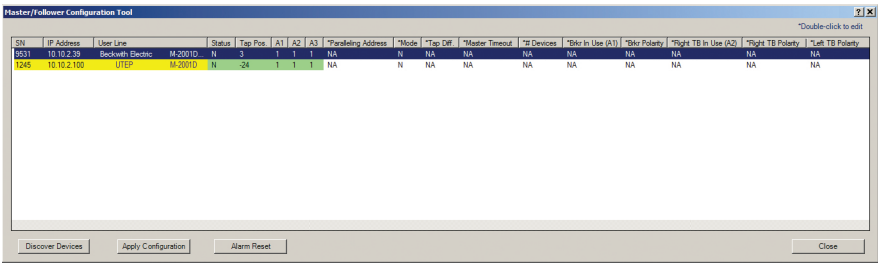 Master/Follower Configuration Tool
*Double-click to edit
SN IP Address User Line Status Tap Pos. A1 A2 A3 *Paralleling Address *Mode *Tap Diff. *Master Timeout *# Devices *Brkr In Use (A1) *Brkr Polarity *Right TB In Use (A2) *Right TB Polarity *Left TB Polarity
9531 10.10.2.39 Beckwith Electric M-2001D... N 3 1 1 1 NA N NA NA NA NA NA NA NA NA
1245 10.10.2.100 UTEP M-2001D N -24 1 1 1 NA N NA NA NA NA NA NA NA NA
Discover Devices Apply Configuration Alarm Reset Close